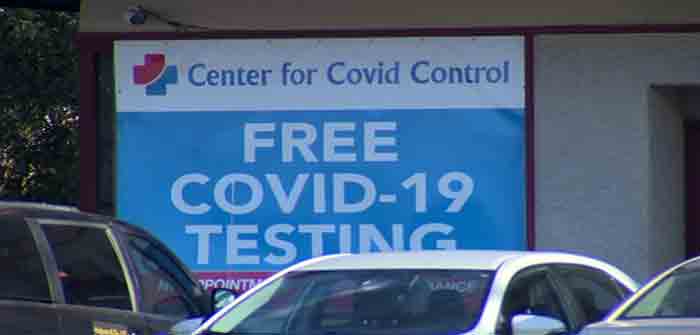 Center for Covid Control
FREE
COVID-19
TESTING